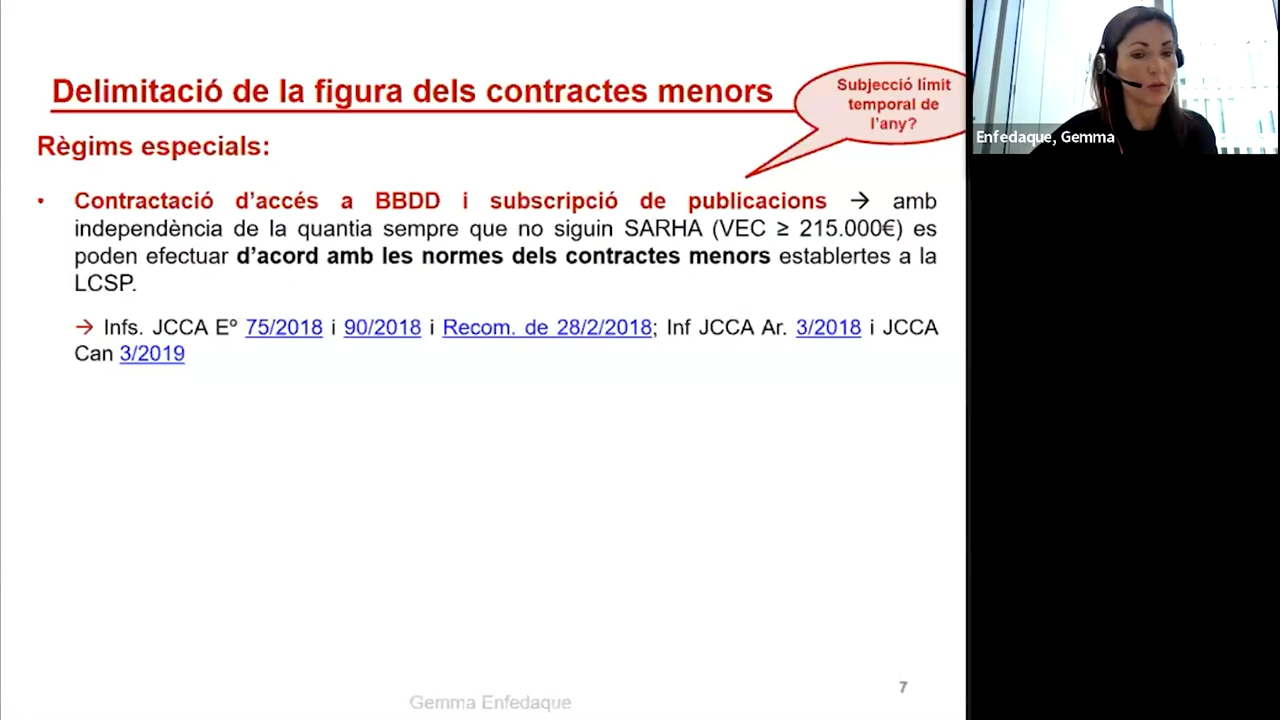 Delimitació de la figura dels contractes menors
Subjecció límit
temporal de
l'any?
Enfedaque, Gemma
Règims especials:
• Contractació d'accés a BBDD i subscripció de publicacions → amb
independència de la quantia sempre que no siguin SARHA (VEC ≥ 215.000€) es
poden efectuar d'acord amb les normes dels contractes menors establertes a la
LCSP.
→ Infs. JCCA Eº 75/2018 i 90/2018 i Recom. de 28/2/2018; Inf JCCA Ar. 3/2018 i JCCA
Can 3/2019
7
Gemma Enfedaque